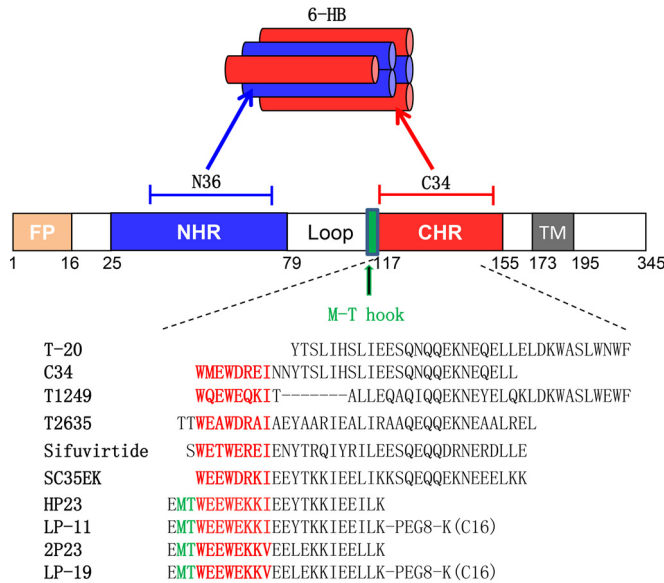 6-HB
N36
C34
FP
NHR
Loop
CHR
TM
1 16 25 79 117 155 173 195 345
M-T hook
T-20 YTSLIHSLIEESQNQQEKNEQELLELDKWASLWNWF
C34 WMEWDREINNYTSLIHSLIEESQNQQEKNEQELL
T1249 WQEWEQKIT-------ALLEQAQIQQEKNEYELQKLDKWASLWEWF
T2635 TTWEAWDRAIAEYAARIEALIRAAQEQQEKNEAALREL
Sifuvirtide SWETWEREIENYTRQIYRILEESQEQQDRNERDLLE
SC35EK WEEWDRKIEEYTKKIEELIKKSQEQQKNEEELKK
HP23 EMTWEEWEKKIEEYTKKIEEILK
LP-11 EMTWEEWEKKIEEYTKKIEEILK-PEG8-K(C16)
2P23 EMTWEEWEKKVEELEKKIEELLK
LP-19 EMTWEEWEKKVEELEKKIEELLK-PEG8-K(C16)